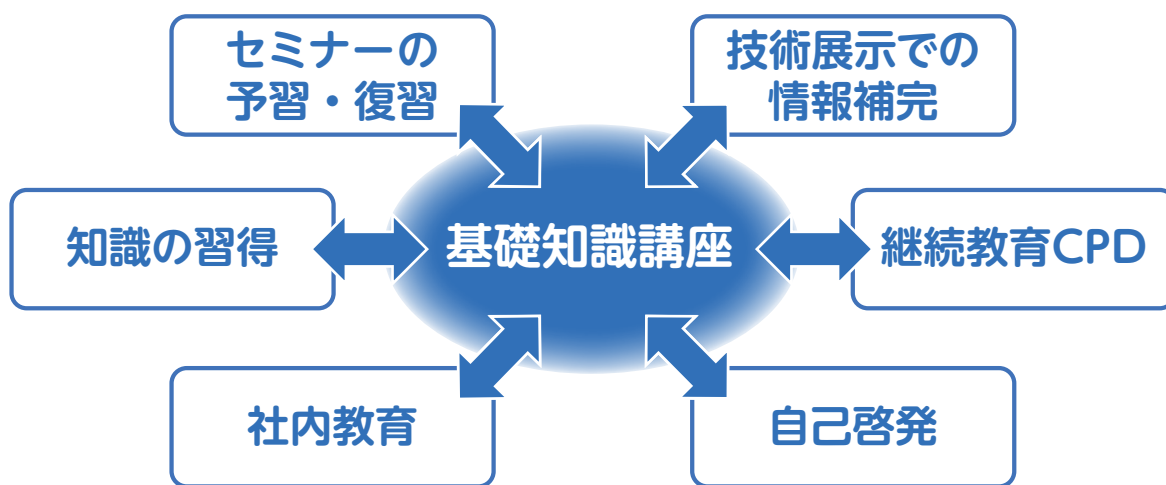 セミナーの
予習・復習
技術展示での
情報補完
知識の習得
基礎知識講座
継続教育CPD
社内教育
自己啓発